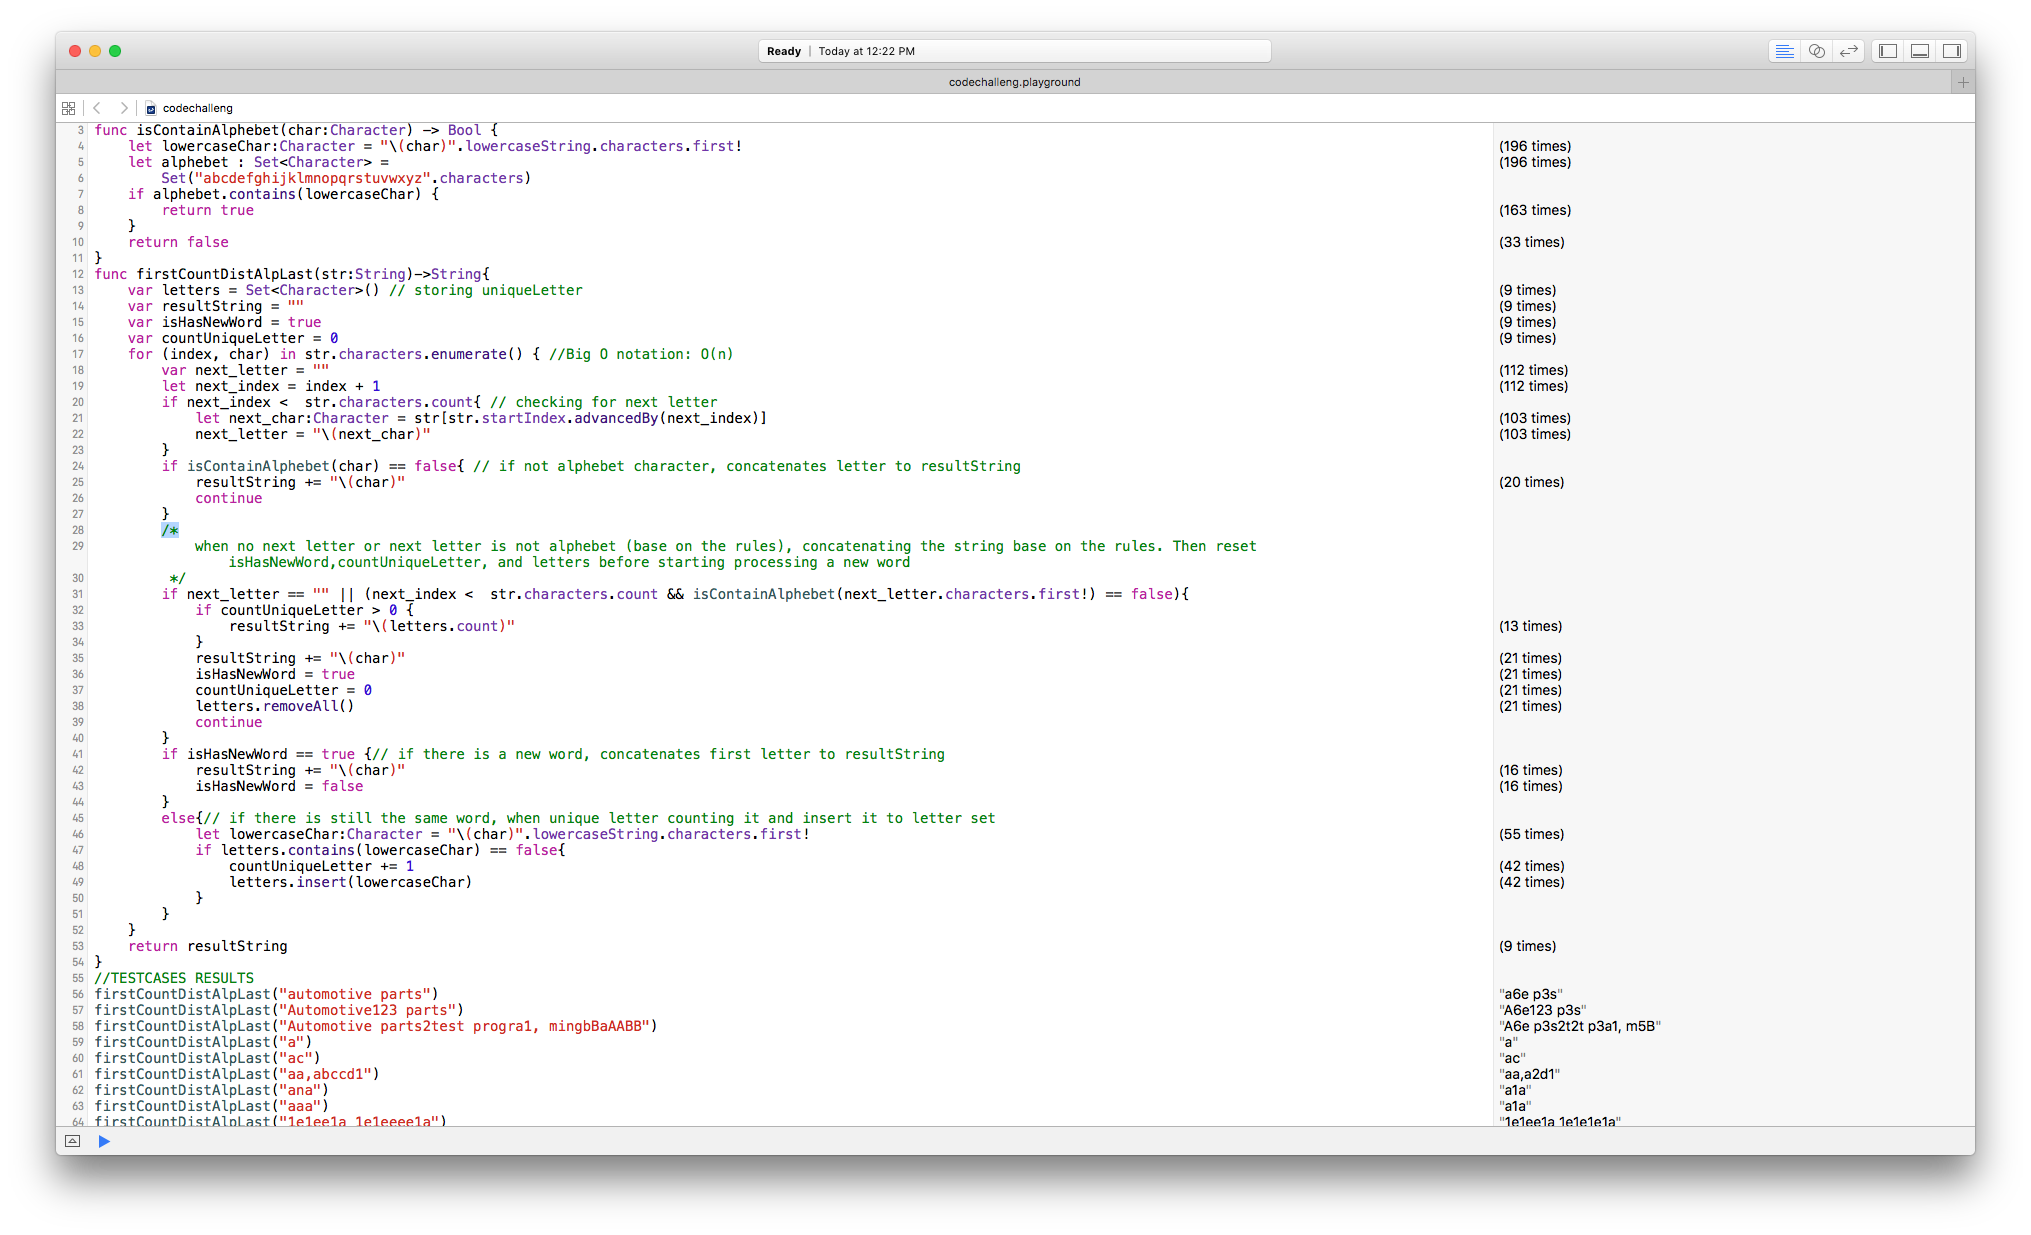 Ready | Today at 12:22 PM
codechalleng.playground
codechalleng
3 func isContainAlphebet(char:Character) -> Bool {
4 let lowercaseChar:Character = "\(char)".lowercaseString.characters.first! (196 times)
5 let alphebet : Set<Character> = (196 times)
6 Set("abcdefghijklmnopqrstuvwxyz".characters)
7 if alphebet.contains(lowercaseChar) {
8 return true (163 times)
9 }
10 return false (33 times)
11 }
12 func firstCountDistAlpLast(str:String)->String{
13 var letters = Set<Character>() // storing uniqueLetter (9 times)
14 var resultString = "" (9 times)
15 var isHasNewWord = true (9 times)
16 var countUniqueLetter = 0 (9 times)
17 for (index, char) in str.characters.enumerate() { //Big O notation: O(n)
18 var next_letter = "" (112 times)
19 let next_index = index + 1 (112 times)
20 if next_index <  str.characters.count{ // checking for next letter
21 let next_char:Character = str[str.startIndex.advancedBy(next_index)] (103 times)
22 next_letter = "\(next_char)" (103 times)
23 }
24 if isContainAlphebet(char) == false{ // if not alphebet character, concatenates letter to resultString
25 resultString += "\(char)" (20 times)
26 continue
27 }
28 /*
29 when no next letter or next letter is not alphebet (base on the rules), concatenating the string base on the rules. Then reset
isHasNewWord,countUniqueLetter, and letters before starting processing a new word
30 */
31 if next_letter == "" || (next_index <  str.characters.count && isContainAlphebet(next_letter.characters.first!) == false){
32 if countUniqueLetter > 0 {
33 resultString += "\(letters.count)" (13 times)
34 }
35 resultString += "\(char)" (21 times)
36 isHasNewWord = true (21 times)
37 countUniqueLetter = 0 (21 times)
38 letters.removeAll() (21 times)
39 continue
40 }
41 if isHasNewWord == true {// if there is a new word, concatenates first letter to resultString
42 resultString += "\(char)" (16 times)
43 isHasNewWord = false (16 times)
44 }
45 else{// if there is still the same word, when unique letter counting it and insert it to letter set
46 let lowercaseChar:Character = "\(char)".lowercaseString.characters.first! (55 times)
47 if letters.contains(lowercaseChar) == false{
48 countUniqueLetter += 1 (42 times)
49 letters.insert(lowercaseChar) (42 times)
50 }
51 }
52 }
53 return resultString (9 times)
54 }
55 //TESTCASES RESULTS
56 firstCountDistAlpLast("automotive parts") "a6e p3s"
57 firstCountDistAlpLast("Automotive123 parts") "A6e123 p3s"
58 firstCountDistAlpLast("Automotive parts2test progra1, mingbBaAABB") "A6e p3s2t2t p3a1, m5B"
59 firstCountDistAlpLast("a") "a"
60 firstCountDistAlpLast("ac") "ac"
61 firstCountDistAlpLast("aa,abccd1") "aa,a2d1"
62 firstCountDistAlpLast("ana") "a1a"
63 firstCountDistAlpLast("aaa") "a1a"
64 firstCountDistAlpLast("1e1ee1a 1e1eeee1a") "1e1ee1a 1e1e1e1a"